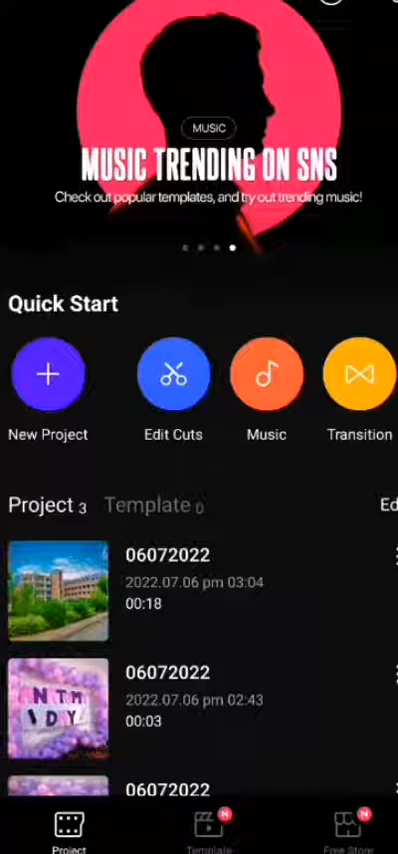 MUSIC
MUSIC TRENDING ON SNS
Check out popular templates, and try out trending music!
Quick Start
New Project
Edit Cuts
Music
Transition
Project 3 Template 0
06072022
2022.07.06 pm 03:04
00:18
06072022
2022.07.06 pm 02:43
00:03
06072022
N N
Project
Template
Free Store